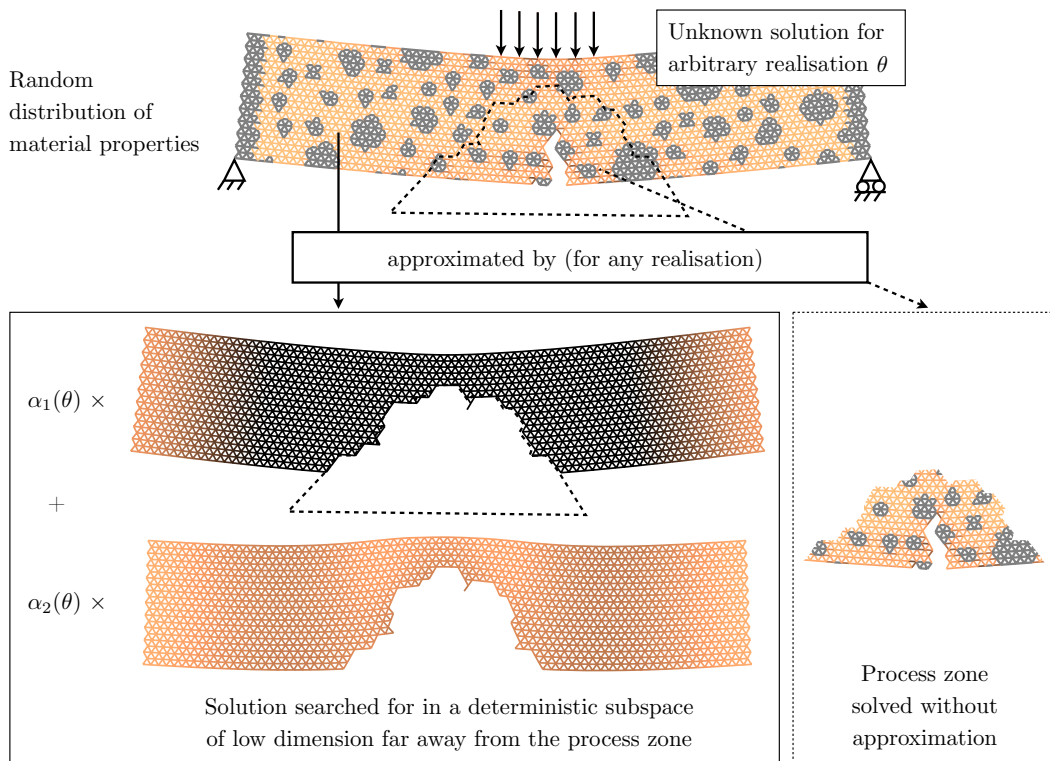 Unknown solution for
arbitrary realisation θ
Random
distribution of
material properties
approximated by (for any realisation)
α₁(θ) ×
+
α₂(θ) ×
Solution searched for in a deterministic subspace
of low dimension far away from the process zone
Process zone
solved without
approximation